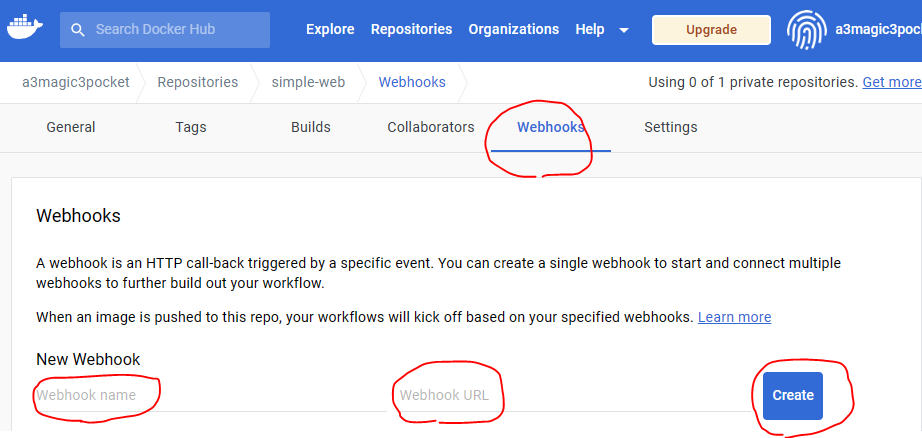 Search Docker Hub Explore Repositories Organizations Help Upgrade a3magic3pock
a3magic3pocket Repositories simple-web Webhooks Using 0 of 1 private repositories. Get more
General Tags Builds Collaborators Webhooks Settings
Webhooks
A webhook is an HTTP call-back triggered by a specific event. You can create a single webhook to start and connect multiple
webhooks to further build out your workflow.
When an image is pushed to this repo, your workflows will kick off based on your specified webhooks. Learn more
New Webhook
Webhook name Webhook URL Create